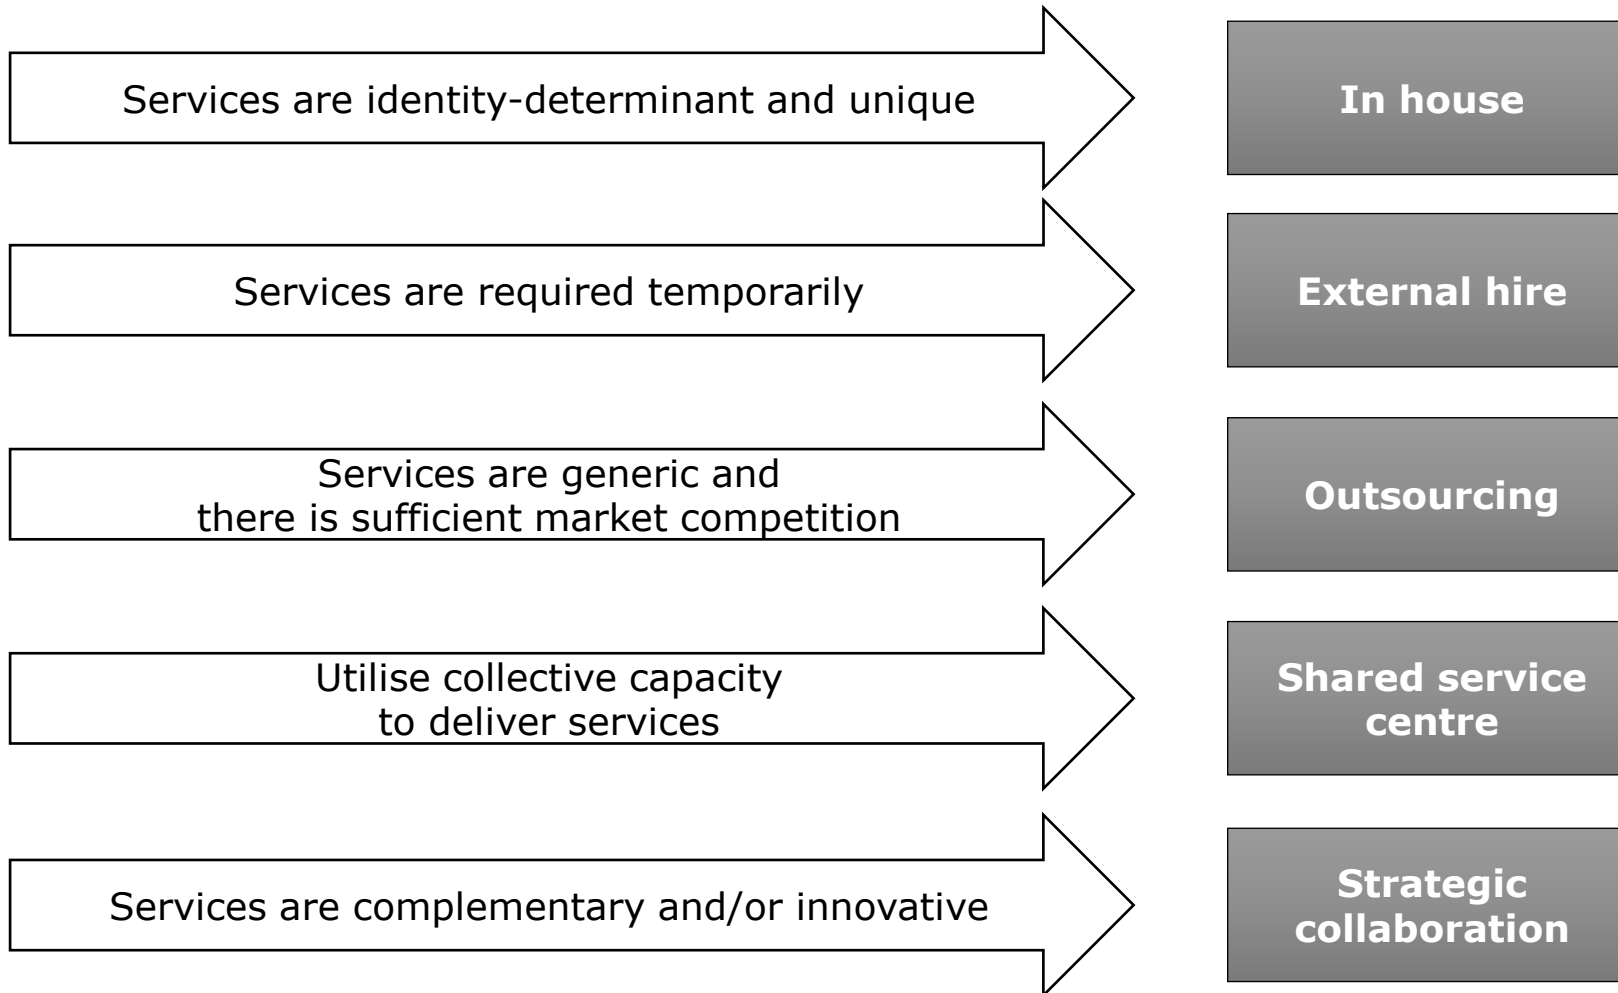 Services are identity-determinant and unique
In house
Services are required temporarily
External hire
Services are generic and
there is sufficient market competition
Outsourcing
Utilise collective capacity
to deliver services
Shared service
centre
Services are complementary and/or innovative
Strategic
collaboration